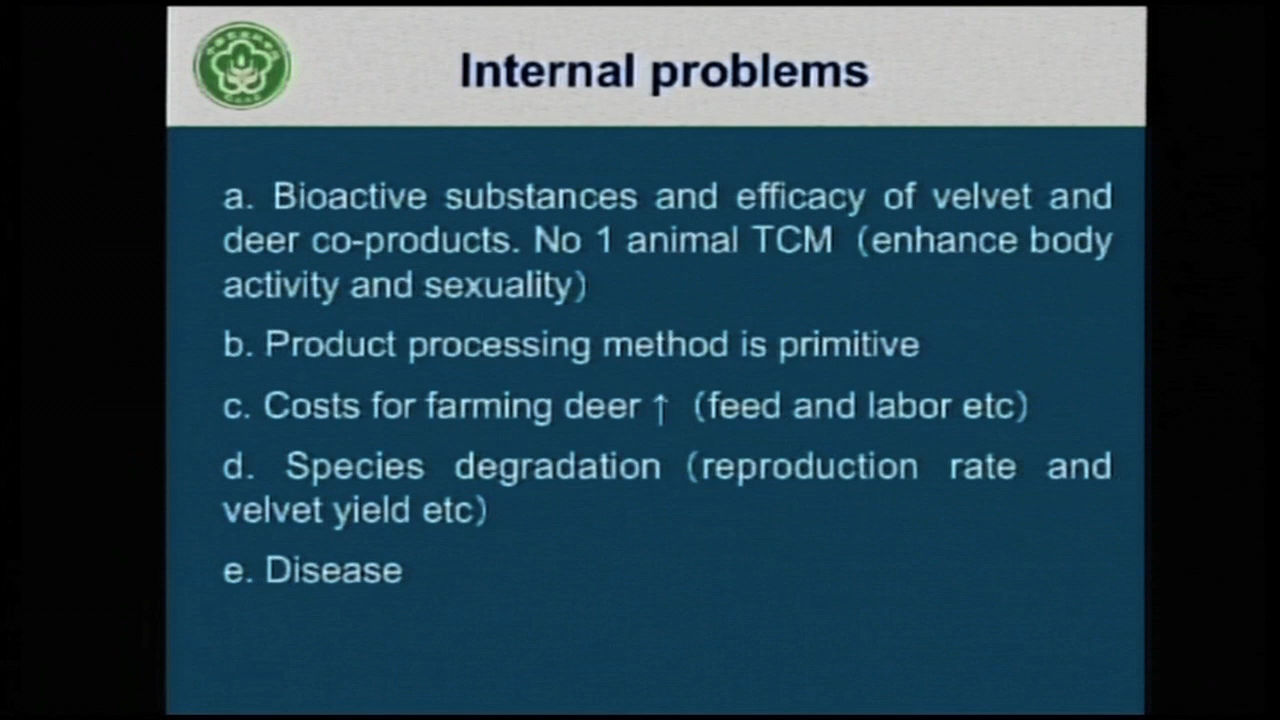 Internal problems
a. Bioactive substances and efficacy of velvet and
deer co-products. No 1 animal TCM （enhance body
activity and sexuality）
b. Product processing method is primitive
c. Costs for farming deer ↑ （feed and labor etc）
d. Species degradation （reproduction rate and
velvet yield etc）
e. Disease